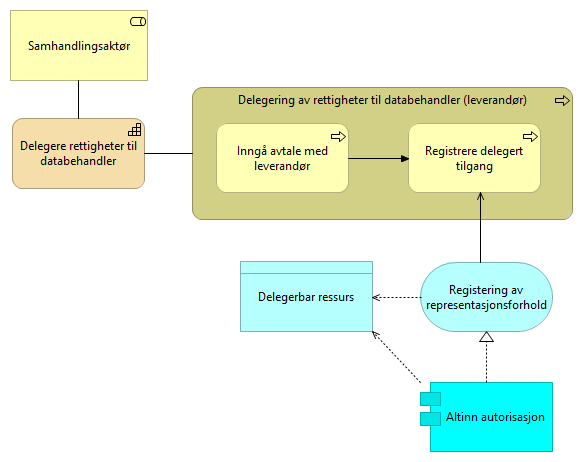 Samhandlingsaktør
Delegere rettigheter til
databehandler
Delegering av rettigheter til databehandler (leverandør)
Inngå avtale med
leverandør
Registrere delegert
tilgang
Delegerbar ressurs
Registering av
representasjonsforhold
Altinn autorisasjon